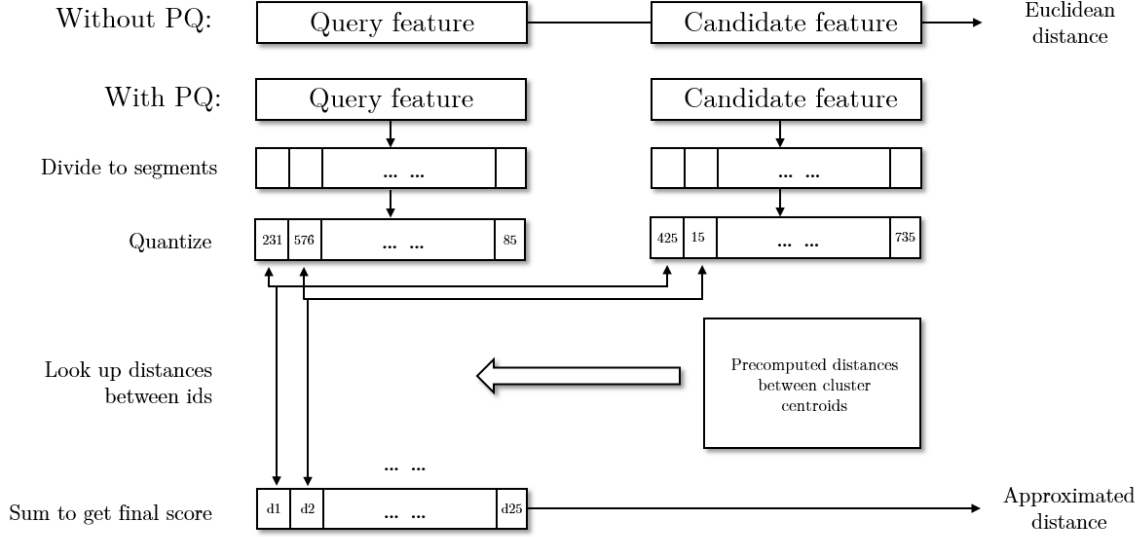 Without PQ:
Query feature
Candidate feature
Euclidean
distance
With PQ:
Query feature
Candidate feature
Divide to segments
... ...
... ...
Quantize
231 576 ... ... 85
425 15 ... ... 735
Look up distances
between ids
Precomputed distances
between cluster
centroids
... ...
Sum to get final score
d1 d2 ... ... d25
Approximated
distance